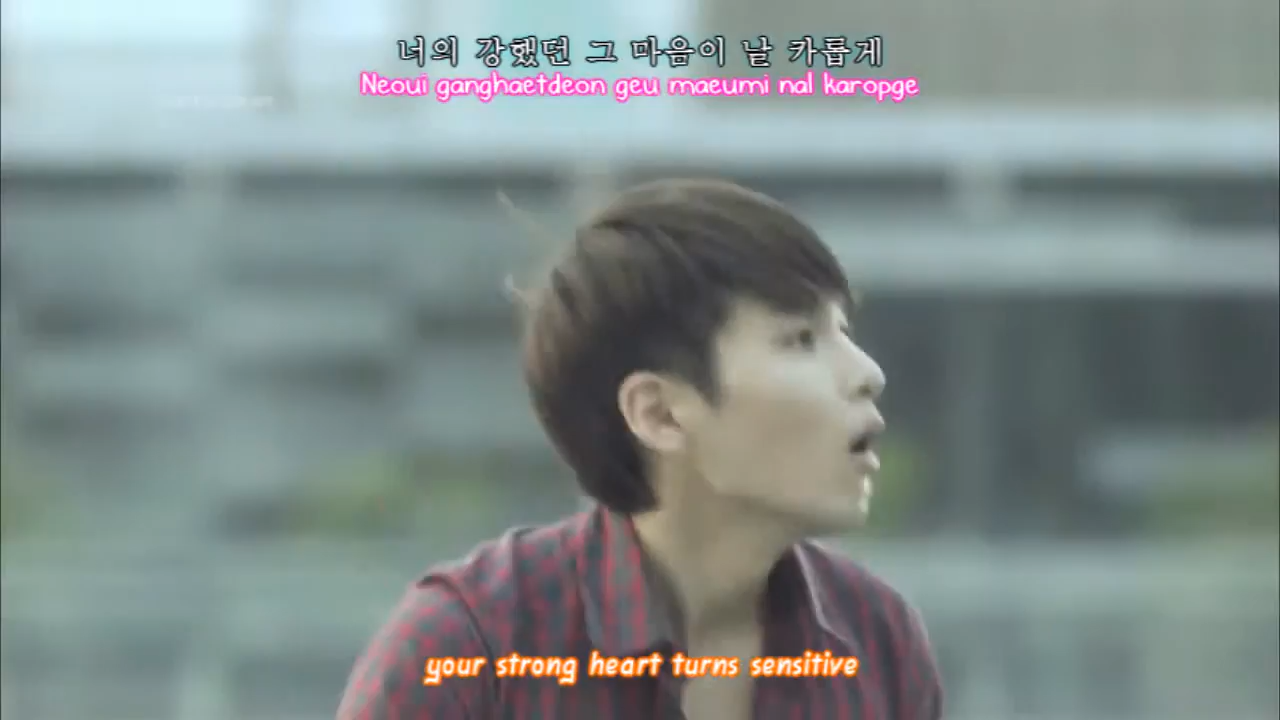 너의 강했던 그 마음이 날 카롭게
Neoui ganghaetdeon geu maeumi nal karopge
your strong heart turns sensitive